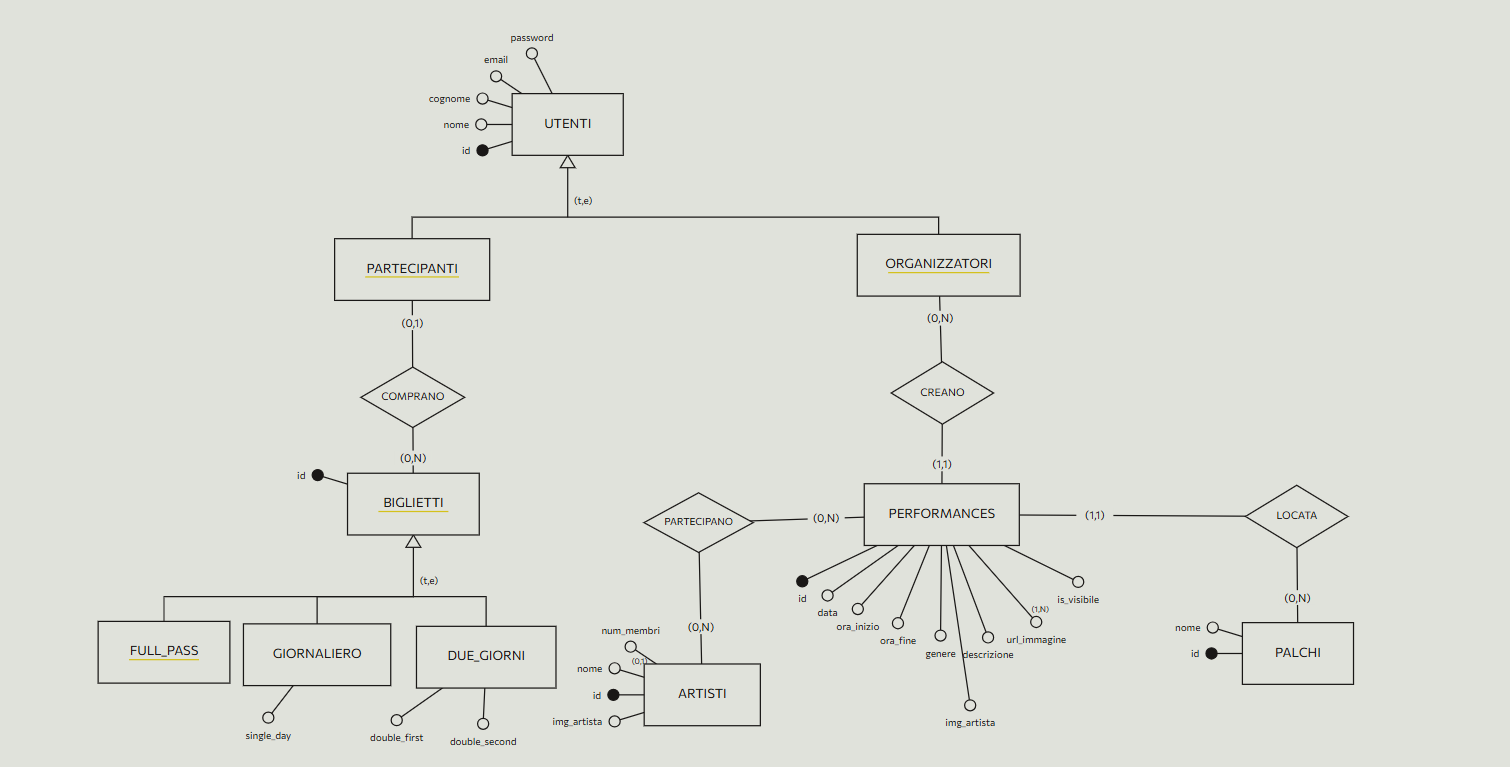 password
email
cognome
nome
id
UTENTI
(t,e)
PARTECIPANTI
ORGANIZZATORI
(0,1)
(0,N)
COMPRANO
CREANO
(0,N)
(1,1)
id
BIGLIETTI
PARTECIPANO
(0,N)
PERFORMANCES
(1,1)
LOCATA
(t,e)
id
data
ora_inizio
ora_fine
genere
descrizione
(1,N)
url_immagine
is_visibile
img_artista
(0,N)
nome
id
PALCHI
FULL_PASS
GIORNALIERO
DUE_GIORNI
single_day
double_first
double_second
(0,N)
num_membri
(0,1)
nome
id
img_artista
ARTISTI